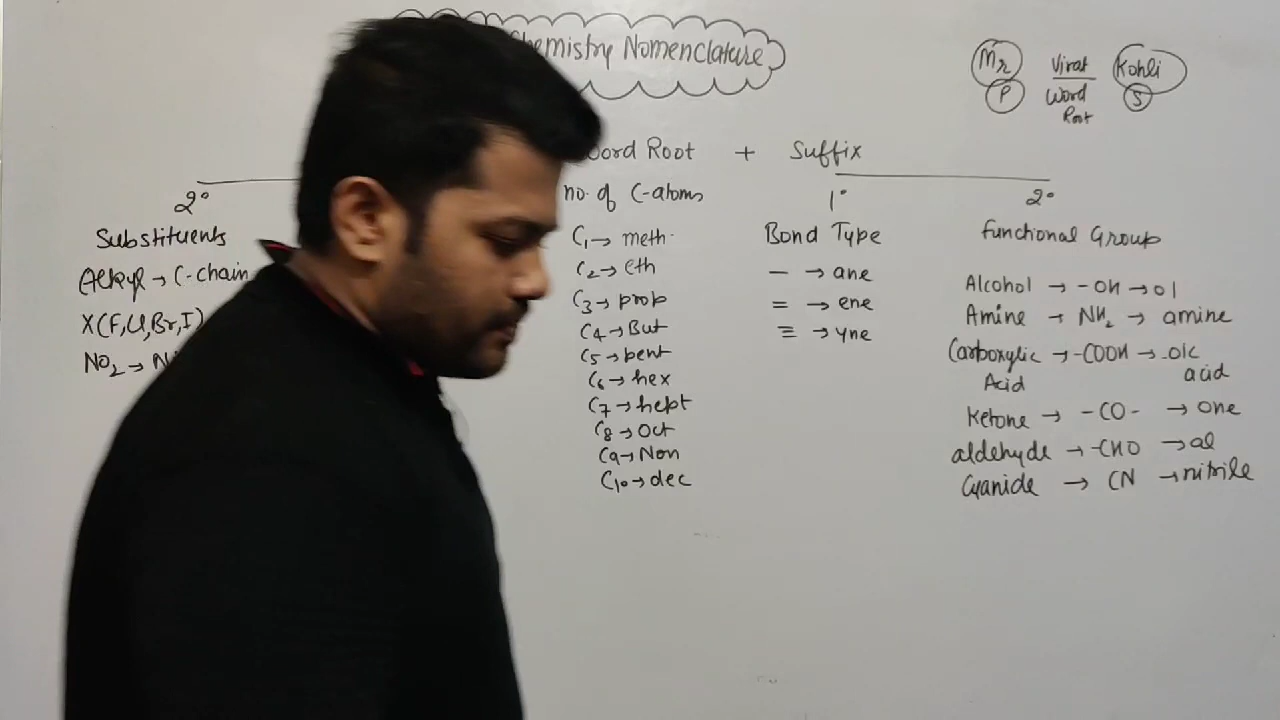 Chemistry Nomenclature
Mr Virat Kohli
P Word S
Root
Word Root + Suffix
2° no. of C-atoms 1° 2°
Substituents C1→ meth- Bond Type Functional Group
Alkyl → C-chain C2→ eth — → ane Alcohol → -OH → ol
X(F,Cl,Br,I) C3→ prop = → ene Amine → NH2 → amine
NO2→ C4→ But ≡ → yne Carboxylic → -COOH → -oic
C5→ pent Acid acid
C6→ hex Ketone → -CO- → one
C7→ hept aldehyde → -CHO → al
C8→ Oct Cyanide → CN → nitrile
C9→ Non
C10→ dec